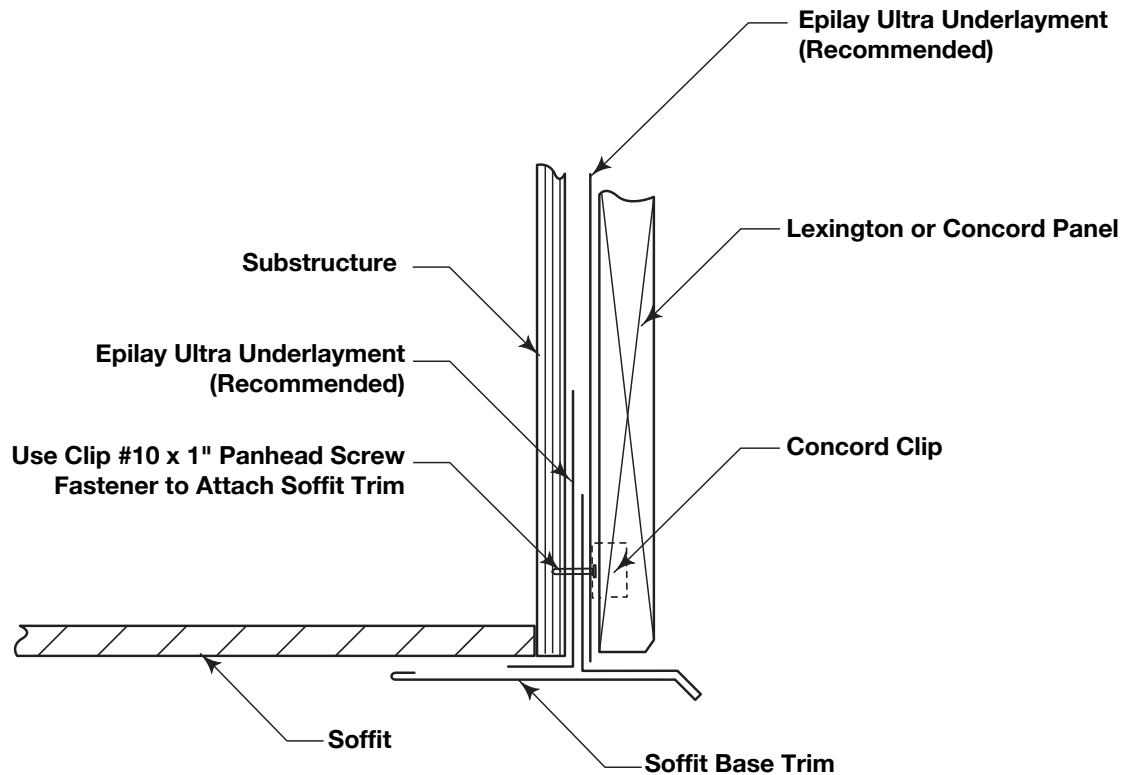 Epilay Ultra Underlayment
(Recommended)
Lexington or Concord Panel
Substructure
Epilay Ultra Underlayment
(Recommended)
Use Clip #10 x 1" Panhead Screw
Fastener to Attach Soffit Trim
Concord Clip
Soffit
Soffit Base Trim